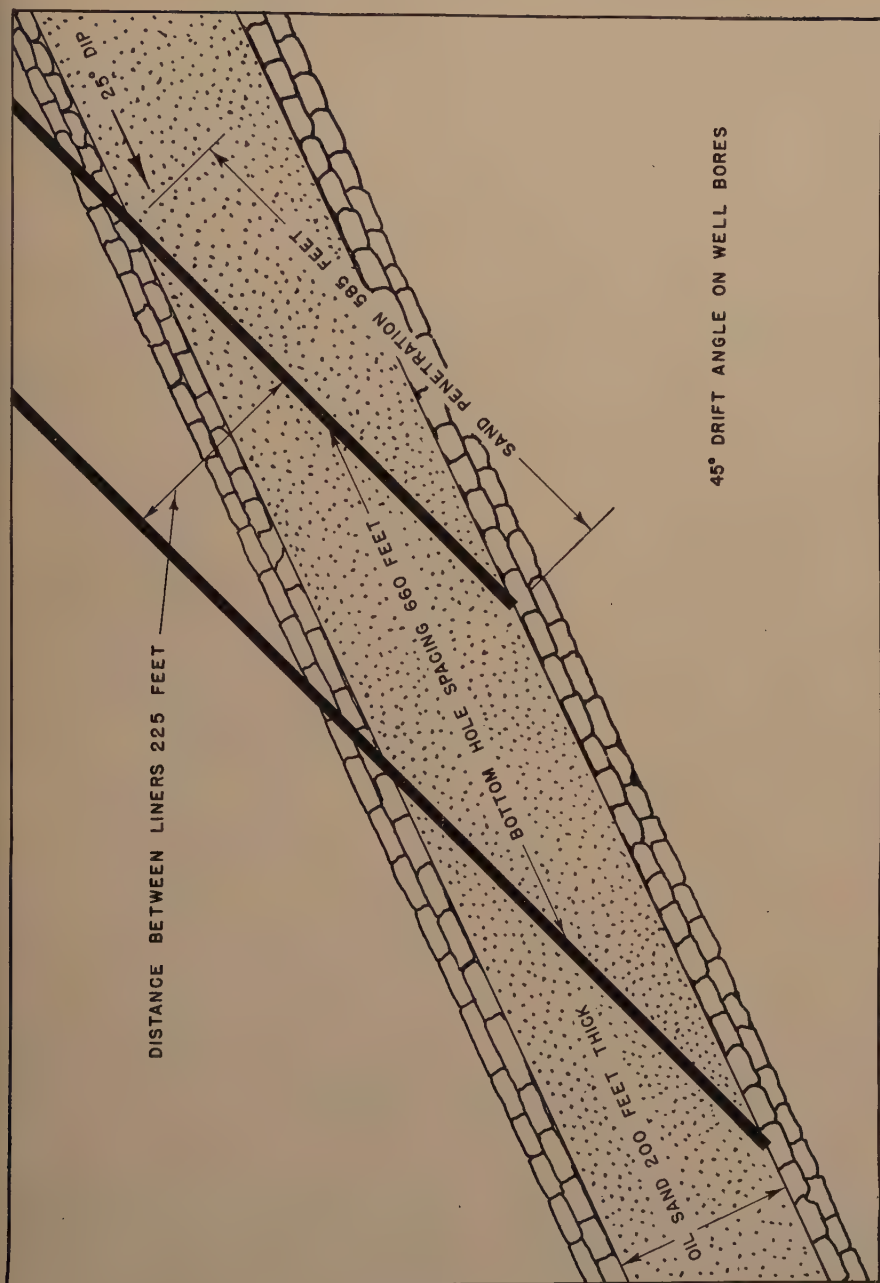 25° DIP
SAND PENETRATION 585 FEET
DISTANCE BETWEEN LINERS 225 FEET
BOTTOM HOLE SPACING 660 FEET
OIL SAND 200 FEET THICK
45° DRIFT ANGLE ON WELL BORES